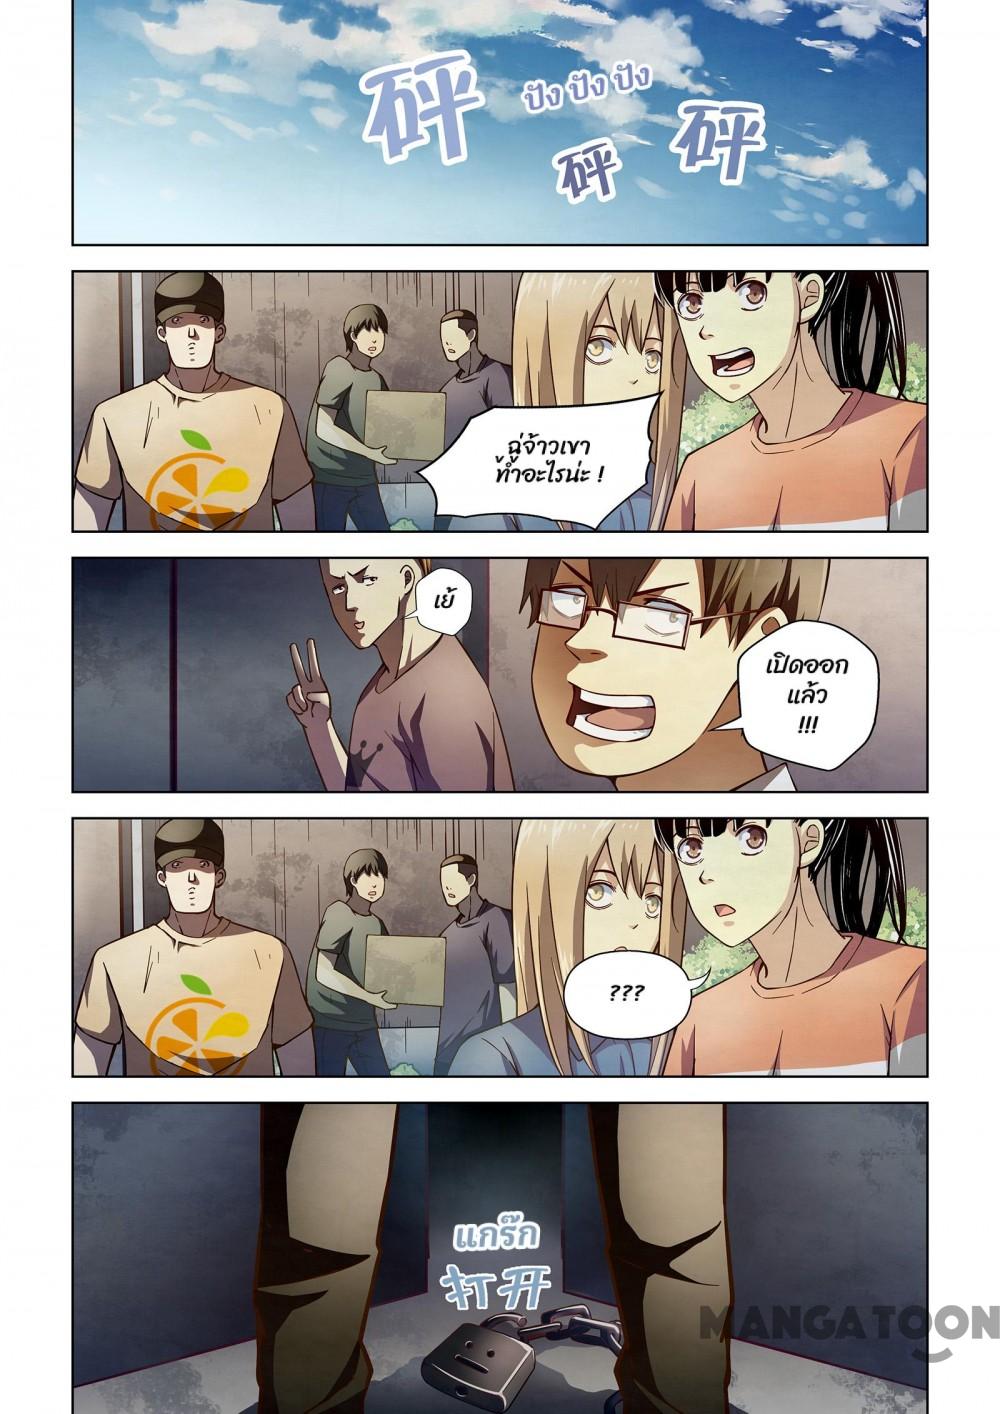 砰
ปัง ปัง ปัง
砰
砰
ฉู่จ้าวเขา
ทำอะไรน่ะ !
เย้
เปิดออก
แล้ว
!!!
???
แกร๊ก
打开
MANGATOON